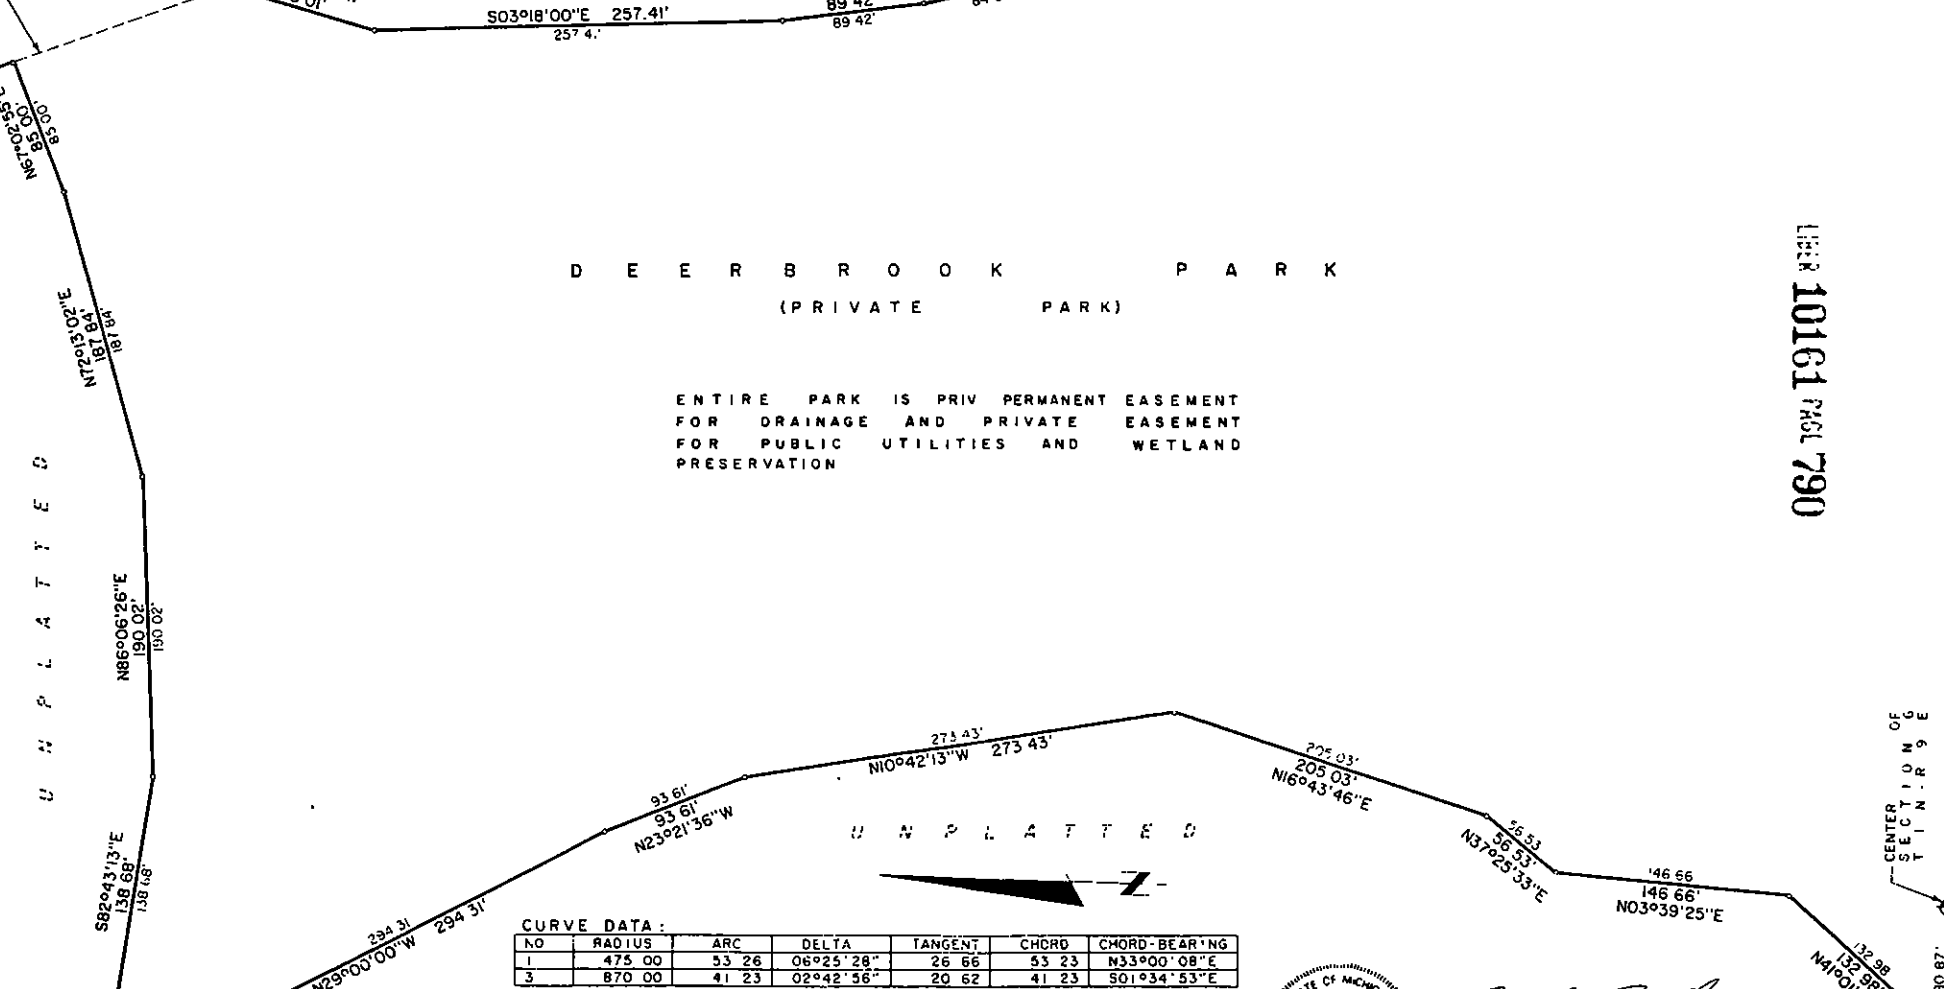 S03°18'00"E 257.41'
257 4.'
89 42'
89 42'
N67°02'55"E
85 00'
85 00'
N72°13'02"E
187 84'
187 84'
DEERBROOK PARK
(PRIVATE PARK)
ENTIRE PARK IS PRIV PERMANENT EASEMENT
FOR DRAINAGE AND PRIVATE EASEMENT
FOR PUBLIC UTILITIES AND WETLAND
PRESERVATION
LIBER 10161 PAGE 790
UNPLATTED
N86°06'26"E
190 02'
190 02'
S82°43'13"E
138 68'
138 68'
294 31
N29°00'00"W 294 31'
93 61'
93 61'
N23°21'36"W
273 43'
N10°42'13"W 273 43'
205 03'
205 03'
N16°43'46"E
56 53
56 53'
N37°25'33"E
146 66
146 66'
N03°39'25"E
132 98
132 98'
UNPLATTED
Z
CENTER OF
SECTION 6
T 1 N - R 9 E
CURVE DATA:
NO RADIUS ARC DELTA TANGENT CHORD CHORD-BEARING
1 475 00 53 26 06°25'28" 26 66 53 23 N33°00'08"E
3 870 00 41 23 02°42'56" 20 62 41 23 S01°34'53"E